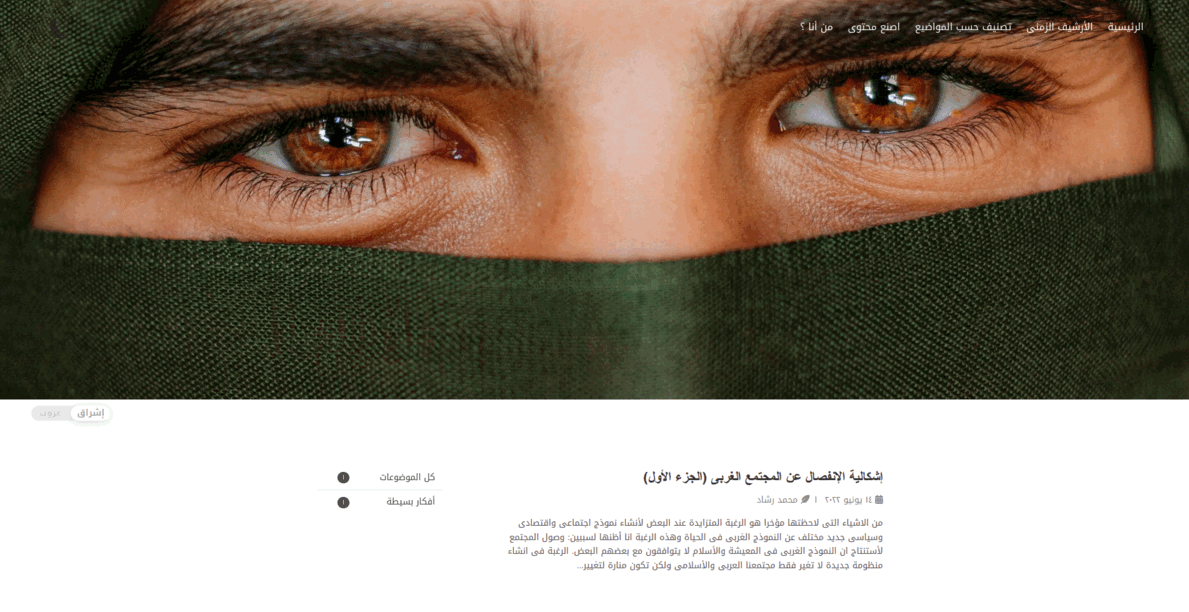 الرئيسية الأرشيف الزمنى تصنيف حسب المواضيع اصنع محتوى من أنا ؟
إشراق غروب
إشكالية الإنفصال عن المجتمع الغربى (الجزء الأول)
١٤ يونيو ٢٠٢٢ | محمد رشاد
من الاشياء التى لاحظتها مؤخرا هو الرغبة المتزايدة عند البعض لأنشاء نموذج اجتماعى واقتصادى
وسياسى جديد مختلف عن النموذج الغربى فى الحياة وهذه الرغبة انا أظنها لسببين: وصول المجتمع
لأستنتاج ان النموذج الغربى فى المعيشة والأسلام لا يتوافقون مع بعضهم البعض. الرغبة فى انشاء
منظومة جديدة لا تغير فقط مجتمعنا العربى والأسلامى ولكن تكون منارة لتغيير...
كل الموضوعات ١
أفكار بسيطة ١